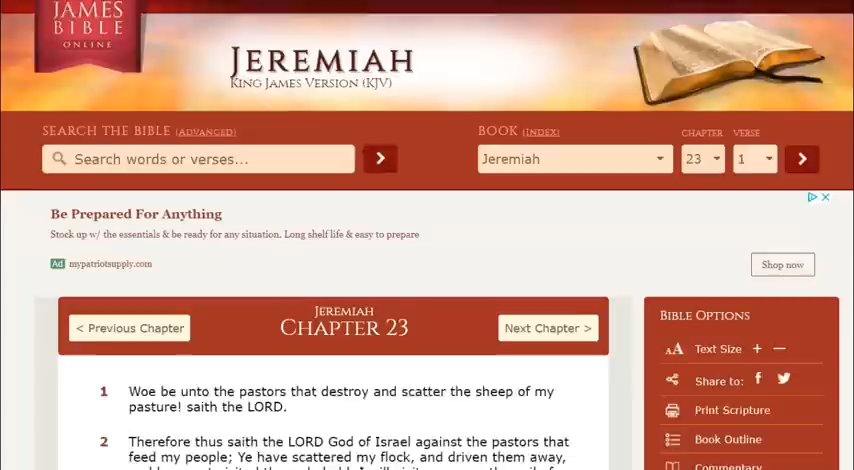 JAMES
BIBLE
ONLINE
JEREMIAH
KING JAMES VERSION (KJV)
SEARCH THE BIBLE (ADVANCED)
BOOK (INDEX)
CHAPTER
VERSE
Search words or verses...
Jeremiah
23
1
Be Prepared For Anything
Stock up w/ the essentials & be ready for any situation. Long shelf life & easy to prepare
Ad mypatriotsupply.com
Shop now
< Previous Chapter
JEREMIAH
CHAPTER 23
Next Chapter >
1 Woe be unto the pastors that destroy and scatter the sheep of my
pasture! saith the LORD.
2 Therefore thus saith the LORD God of Israel against the pastors that
feed my people; Ye have scattered my flock, and driven them away,
BIBLE OPTIONS
AA Text Size + —
Share to:
Print Scripture
Book Outline
Commentary